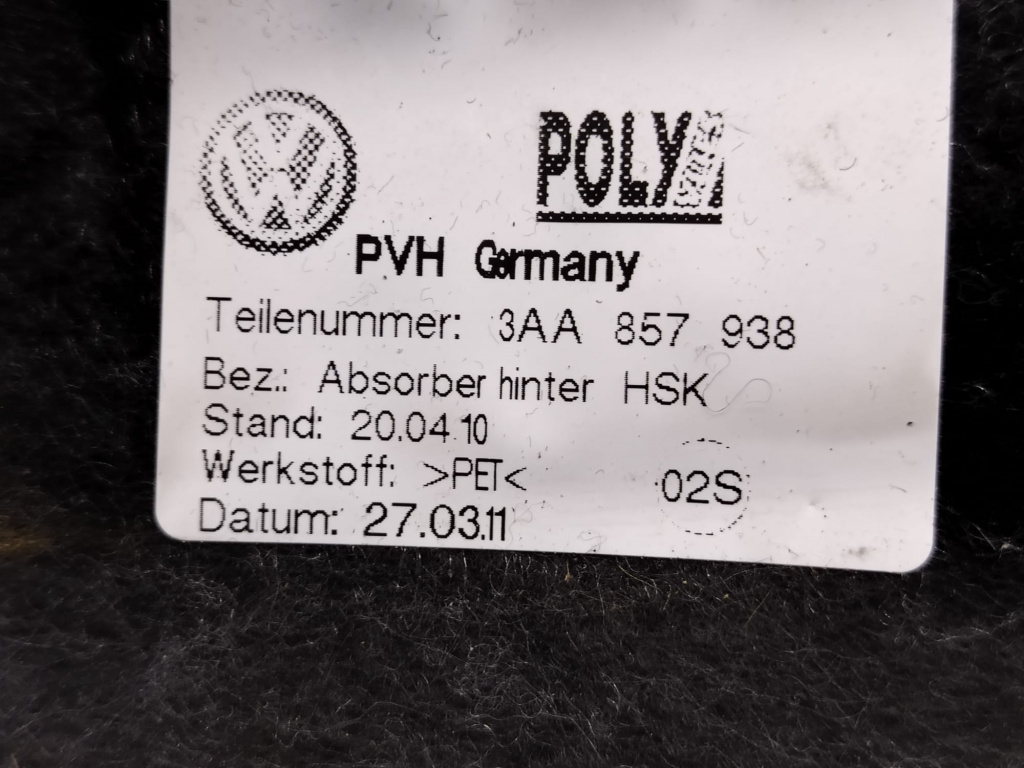 VW
POLY
PVH Germany
Teilenummer: 3AA 857 938
Bez.: Absorber hinter HSK
Stand: 20.04.10
Werkstoff: >PET<
02S
Datum: 27.03.11